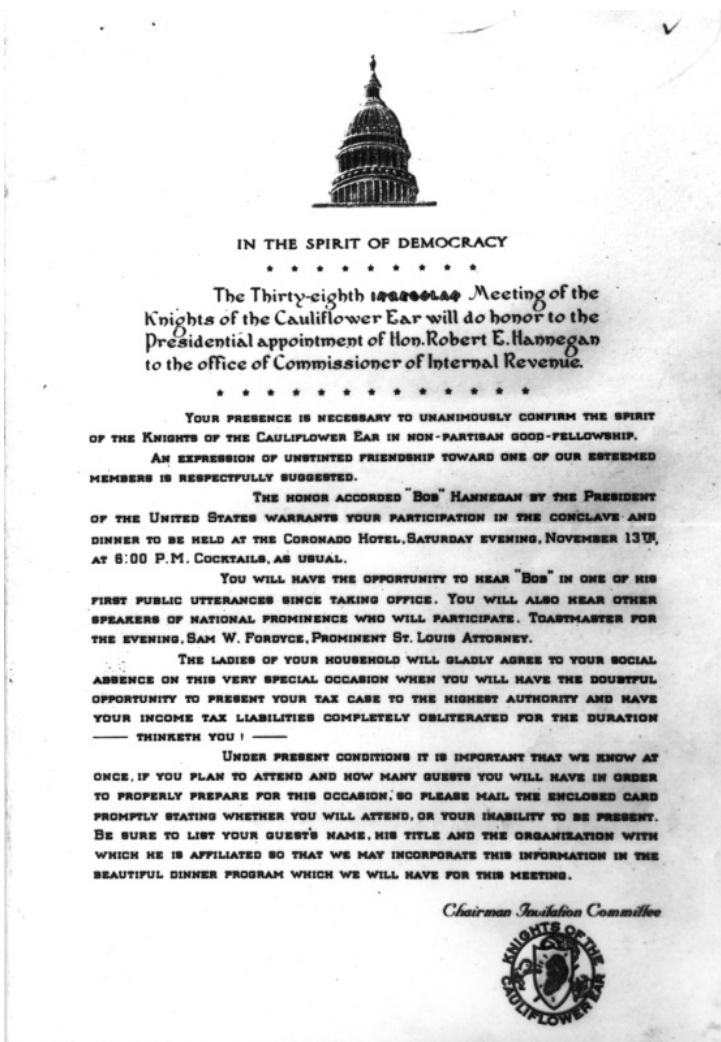 IN THE SPIRIT OF DEMOCRACY
The Thirty-eighth irregular Meeting of the
Knights of the Cauliflower Ear will do honor to the
Presidential appointment of Hon. Robert E. Hannegan
to the office of Commissioner of Internal Revenue.
YOUR PRESENCE IS NECESSARY TO UNANIMOUSLY CONFIRM THE SPIRIT
OF THE KNIGHTS OF THE CAULIFLOWER EAR IN NON-PARTISAN GOOD-FELLOWSHIP.
AN EXPRESSION OF UNSTINTED FRIENDSHIP TOWARD ONE OF OUR ESTEEMED
MEMBERS IS RESPECTFULLY SUGGESTED.
THE HONOR ACCORDED "BOB" HANNEGAN BY THE PRESIDENT
OF THE UNITED STATES WARRANTS YOUR PARTICIPATION IN THE CONCLAVE AND
DINNER TO BE HELD AT THE CORONADO HOTEL, SATURDAY EVENING, NOVEMBER 13TH,
AT 6:00 P.M. COCKTAILS, AS USUAL.
YOU WILL HAVE THE OPPORTUNITY TO HEAR "BOB" IN ONE OF HIS
FIRST PUBLIC UTTERANCES SINCE TAKING OFFICE. YOU WILL ALSO HEAR OTHER
SPEAKERS OF NATIONAL PROMINENCE WHO WILL PARTICIPATE. TOASTMASTER FOR
THE EVENING, SAM W. FORDYCE, PROMINENT ST. LOUIS ATTORNEY.
THE LADIES OF YOUR HOUSEHOLD WILL GLADLY AGREE TO YOUR SOCIAL
ABSENCE ON THIS VERY SPECIAL OCCASION WHEN YOU WILL HAVE THE DOUBTFUL
OPPORTUNITY TO PRESENT YOUR TAX CASE TO THE HIGHEST AUTHORITY AND HAVE
YOUR INCOME TAX LIABILITIES COMPLETELY OBLITERATED FOR THE DURATION
—— THINKETH YOU! ——
UNDER PRESENT CONDITIONS IT IS IMPORTANT THAT WE KNOW AT
ONCE, IF YOU PLAN TO ATTEND AND HOW MANY GUESTS YOU WILL HAVE IN ORDER
TO PROPERLY PREPARE FOR THIS OCCASION, SO PLEASE MAIL THE ENCLOSED CARD
PROMPTLY STATING WHETHER YOU WILL ATTEND, OR YOUR INABILITY TO BE PRESENT.
BE SURE TO LIST YOUR GUEST'S NAME, HIS TITLE AND THE ORGANIZATION WITH
WHICH HE IS AFFILIATED SO THAT WE MAY INCORPORATE THIS INFORMATION IN THE
BEAUTIFUL DINNER PROGRAM WHICH WE WILL HAVE FOR THIS MEETING.
Chairman Invitation Committee
KNIGHTS OF THE
CAULIFLOWER EAR